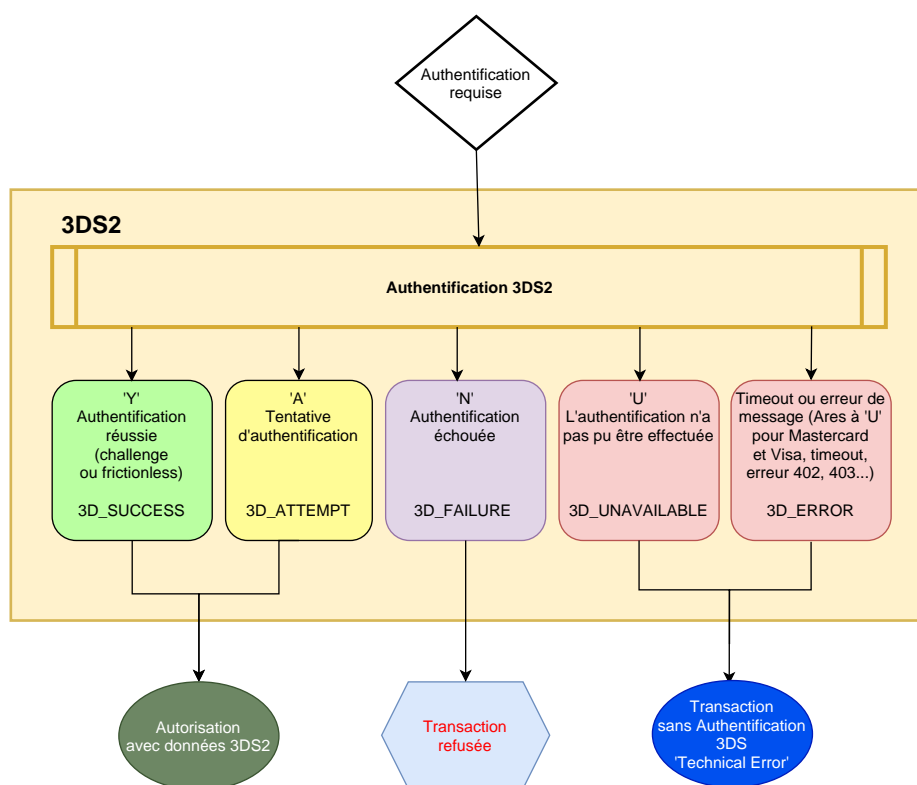 Authentification
requise
3DS2
Authentification 3DS2
'Y'
Authentification
réussie
(challenge
ou frictionless)
3D_SUCCESS
'A'
Tentative
d'authentification
3D_ATTEMPT
'N'
Authentification
échouée
3D_FAILURE
'U'
L'authentification n'a
pas pu être effectuée
3D_UNAVAILABLE
Timeout ou erreur de
message (Ares à 'U'
pour Mastercard
et Visa, timeout,
erreur 402, 403...)
3D_ERROR
Autorisation
avec données 3DS2
Transaction
refusée
Transaction
sans Authentification
3DS
'Technical Error'